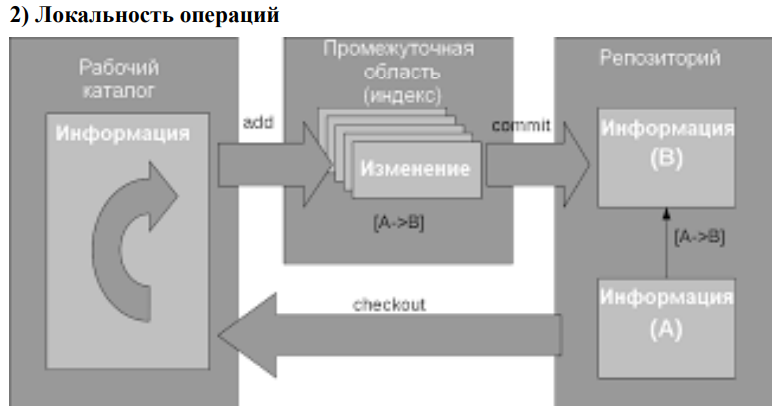 2) Локальность операций
Рабочий
каталог
Информация
add
Промежуточная
область
(индекс)
Изменение
[A->B]
commit
Репозиторий
Информация
(B)
[A->B]
Информация
(A)
checkout